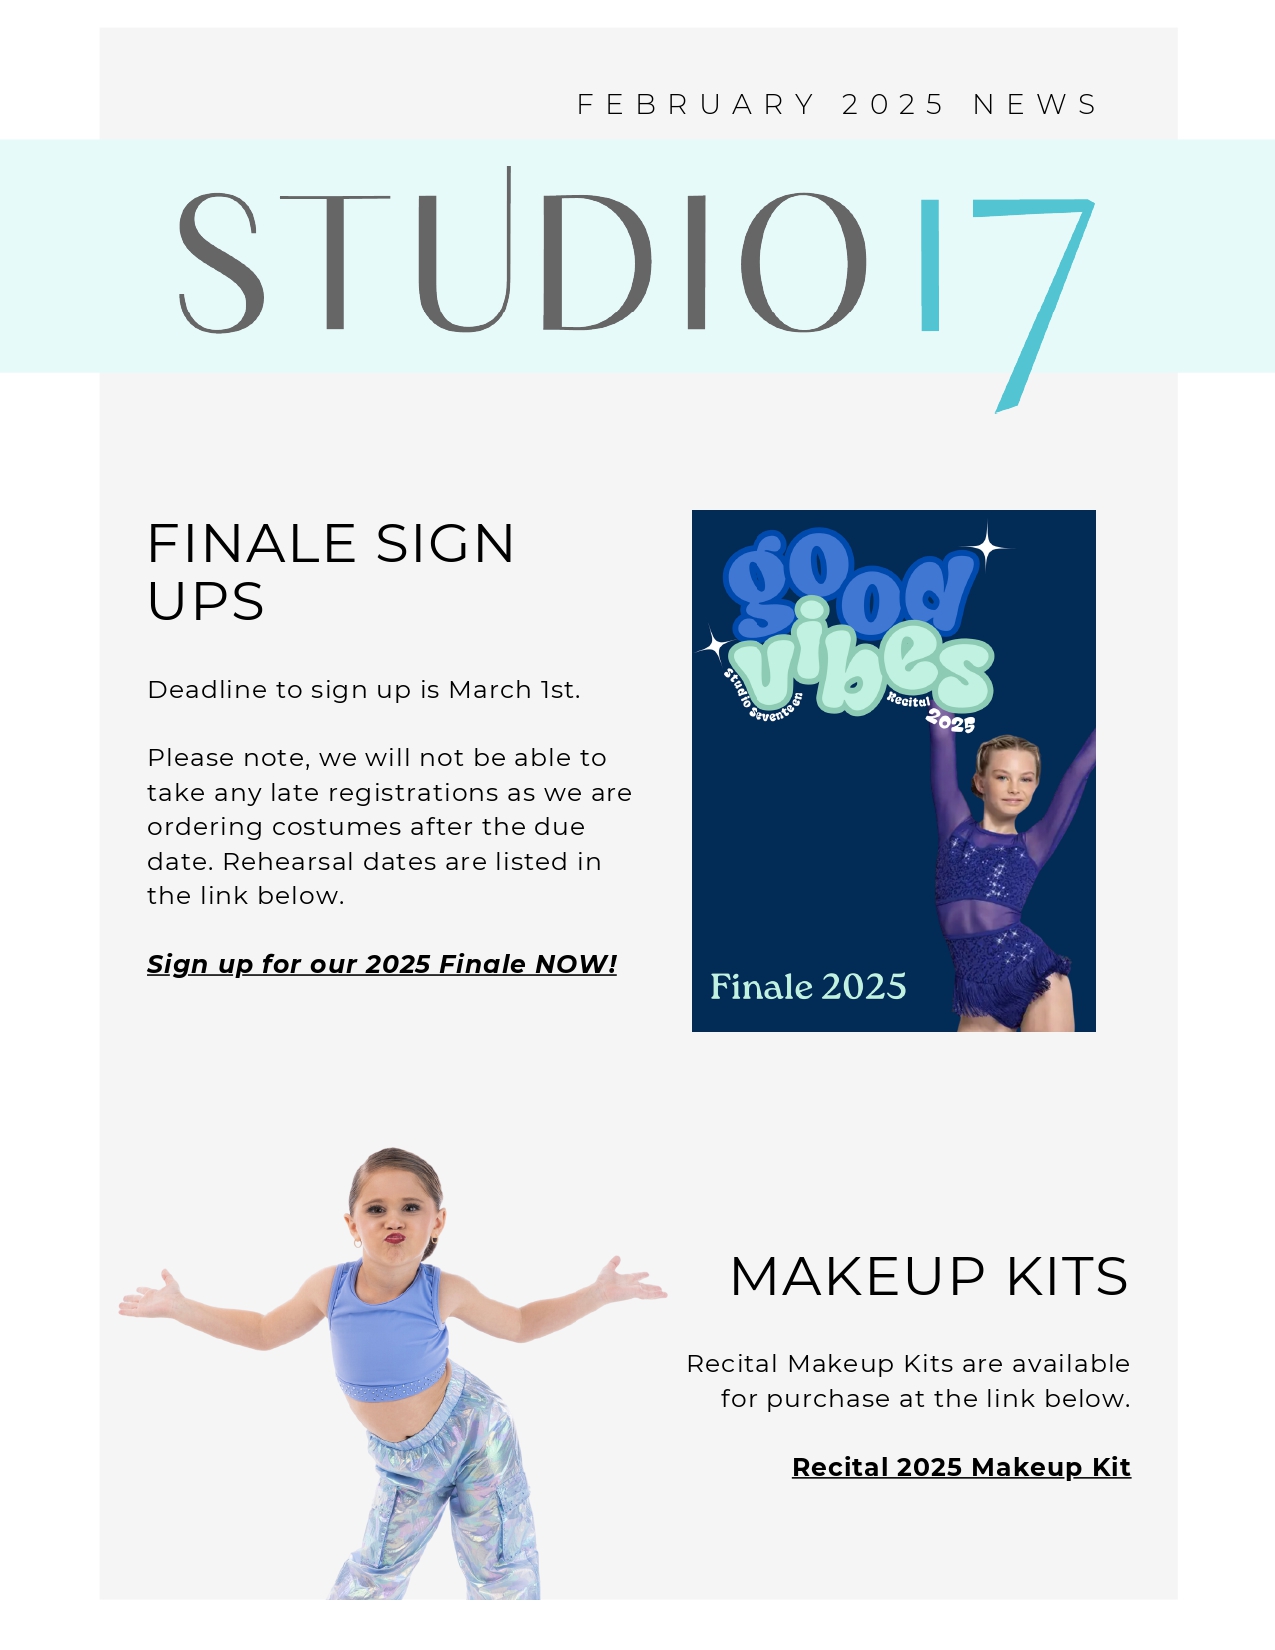 FEBRUARY 2025 NEWS
STUDIO17
FINALE SIGN
UPS
Deadline to sign up is March 1st.
Please note, we will not be able to
take any late registrations as we are
ordering costumes after the due
date. Rehearsal dates are listed in
the link below.
Sign up for our 2025 Finale NOW!
good
vibes
Studio Seventeen
Recital
2025
Finale 2025
MAKEUP KITS
Recital Makeup Kits are available
for purchase at the link below.
Recital 2025 Makeup Kit